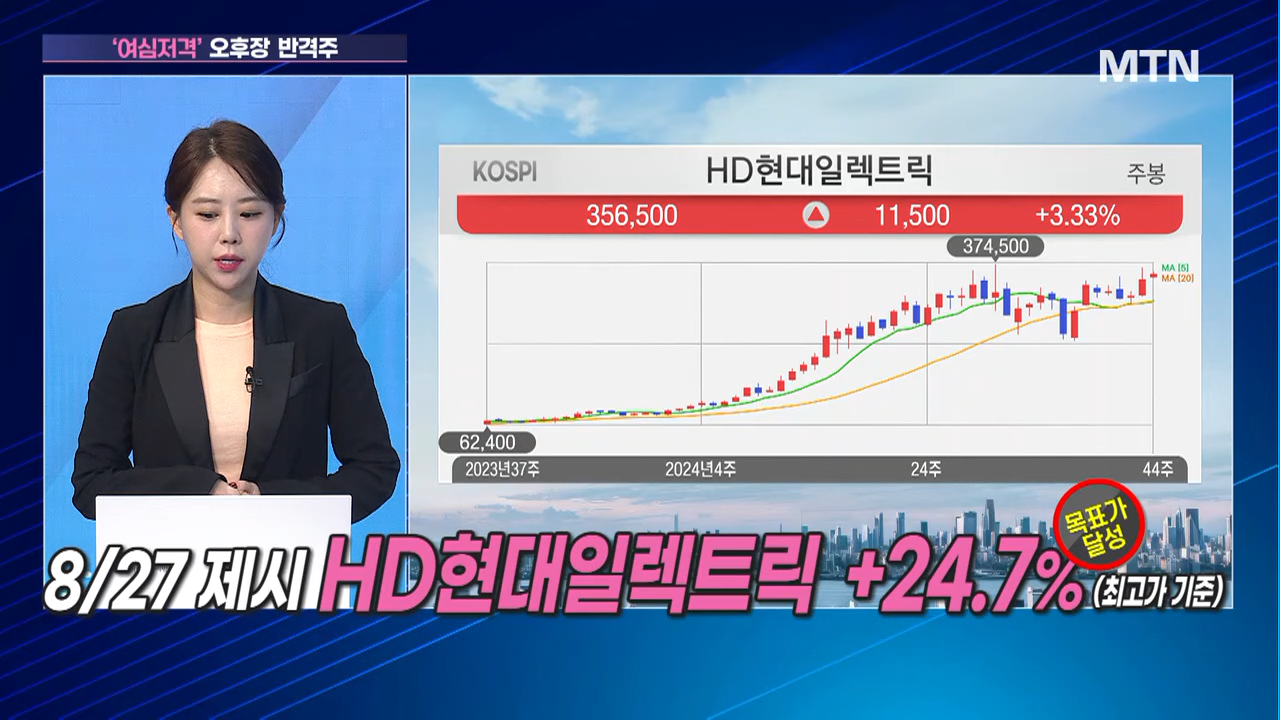 ‘여심저격’ 오후장 반격주
MTN
KOSPI HD현대일렉트릭 주봉
356,500 ▲ 11,500 +3.33%
374,500
MA [5]
MA [20]
62,400
2023년37주 2024년4주 24주 44주
목표가
달성
8/27 제시 HD현대일렉트릭 +24.7% (최고가 기준)